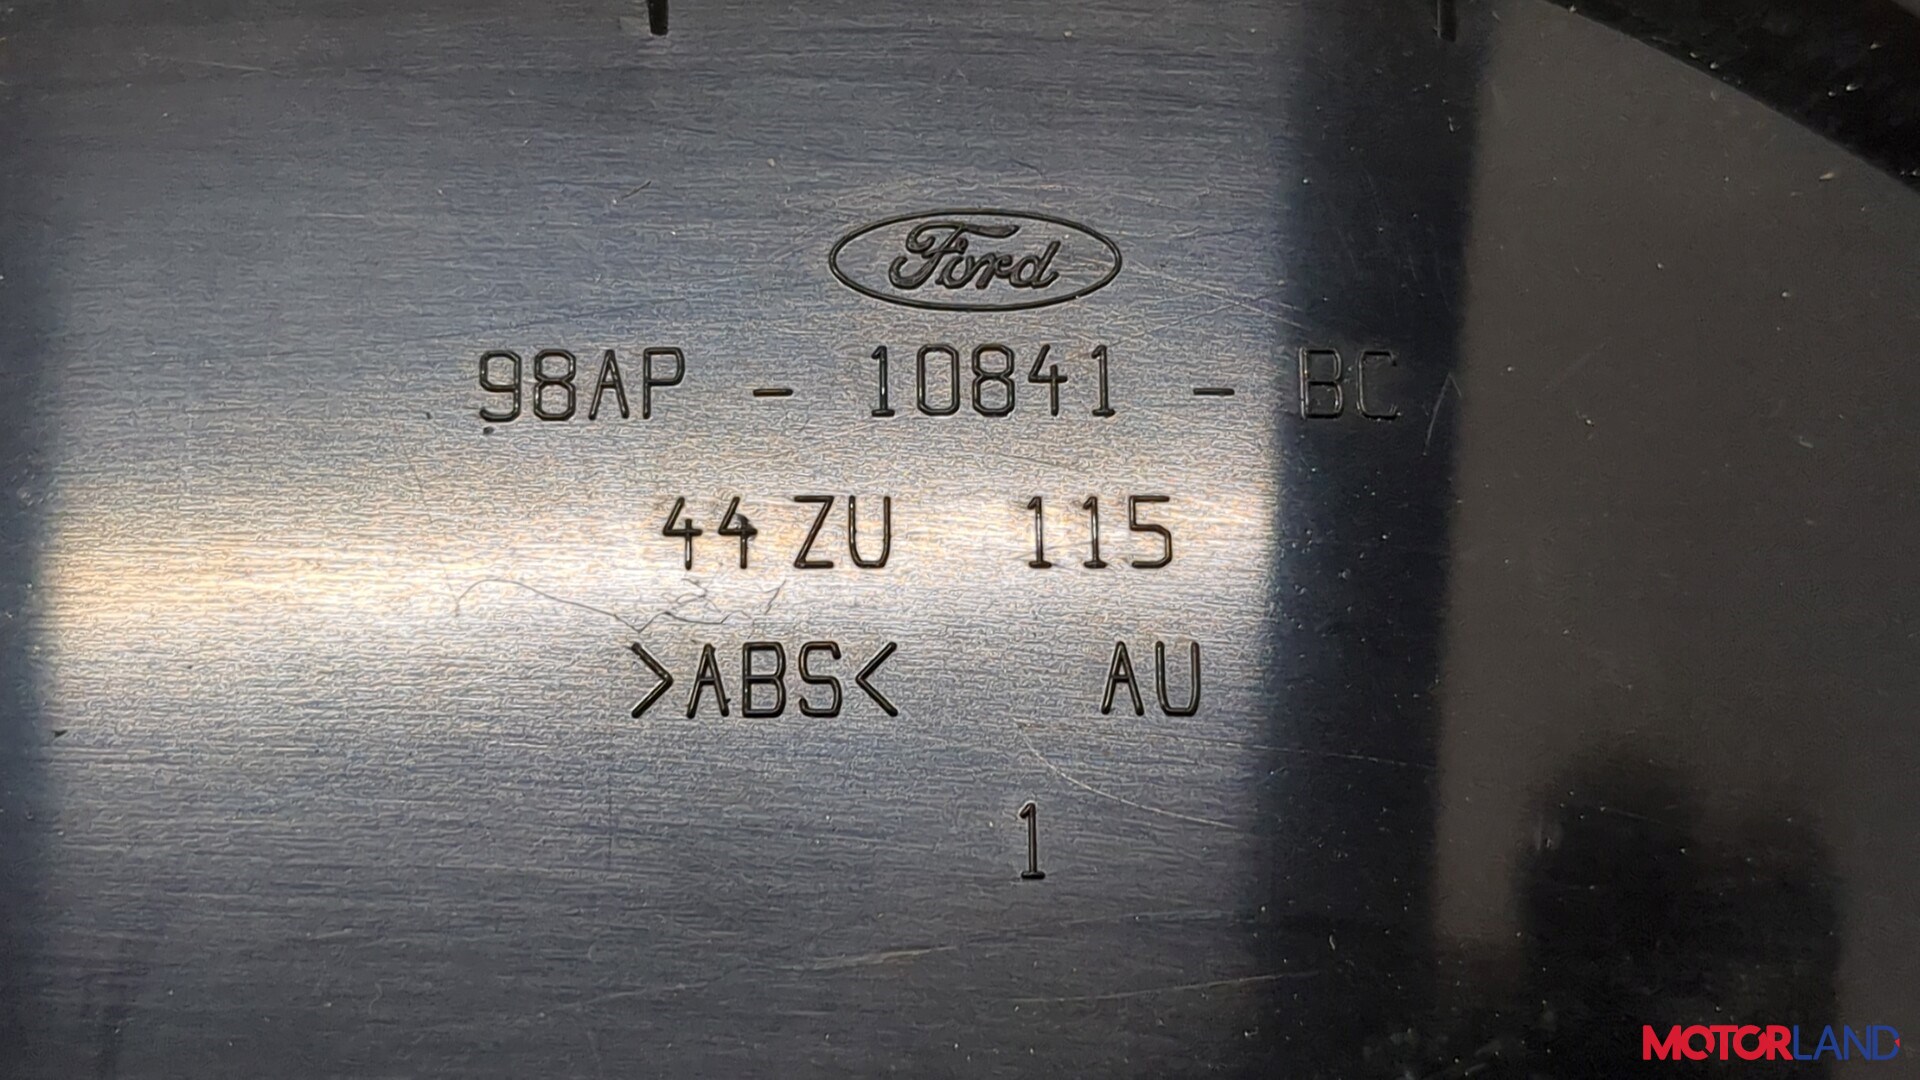 Ford
98AP - 10841 - BC
44 ZU 115
>ABS< AU
1
MOTORLAND